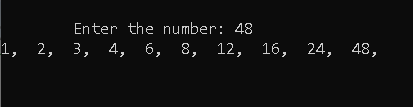 Enter the number: 48
1,  2,  3,  4,  6,  8,  12,  16,  24,  48,